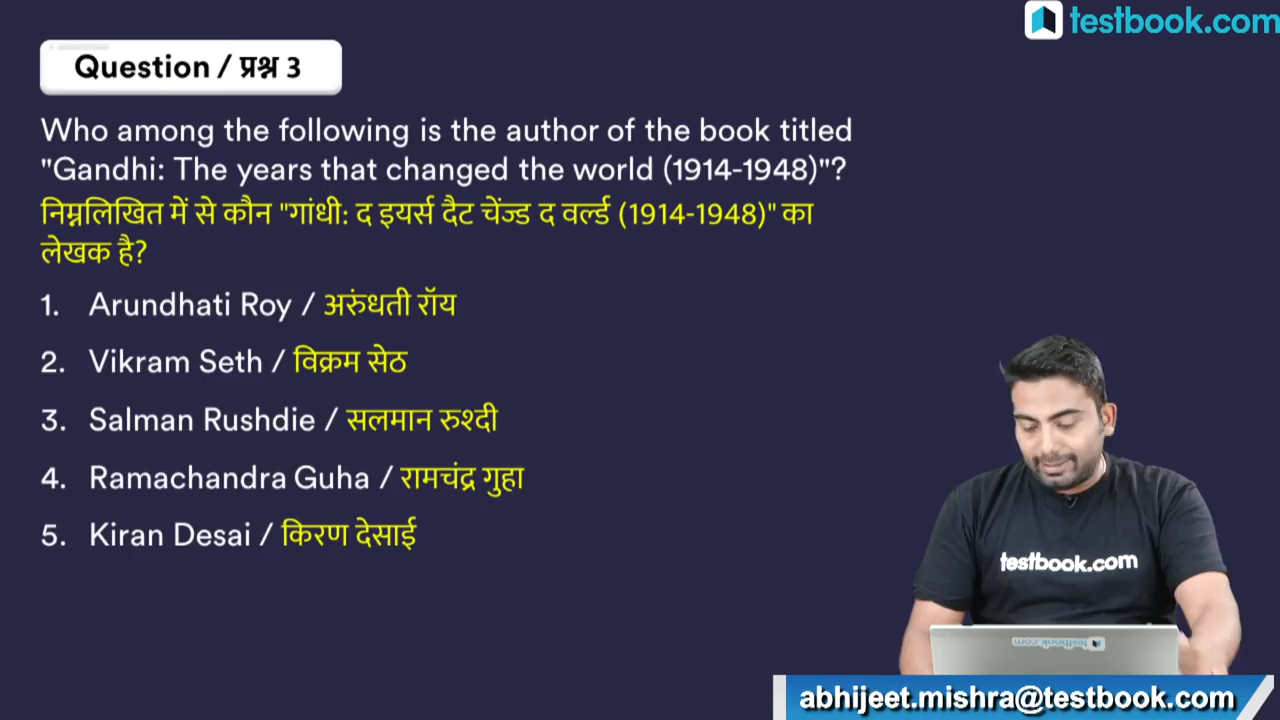 testbook.com
Question / प्रश्न 3
Who among the following is the author of the book titled
"Gandhi: The years that changed the world (1914-1948)"?
निम्नलिखित में से कौन "गांधी: द इयर्स दैट चेंज्ड द वर्ल्ड (1914-1948)" का
लेखक है?
1. Arundhati Roy / अरुंधती रॉय
2. Vikram Seth / विक्रम सेठ
3. Salman Rushdie / सलमान रुश्दी
4. Ramachandra Guha / रामचंद्र गुहा
5. Kiran Desai / किरण देसाई
testbook.com
testbook.com
abhijeet.mishra@testbook.com